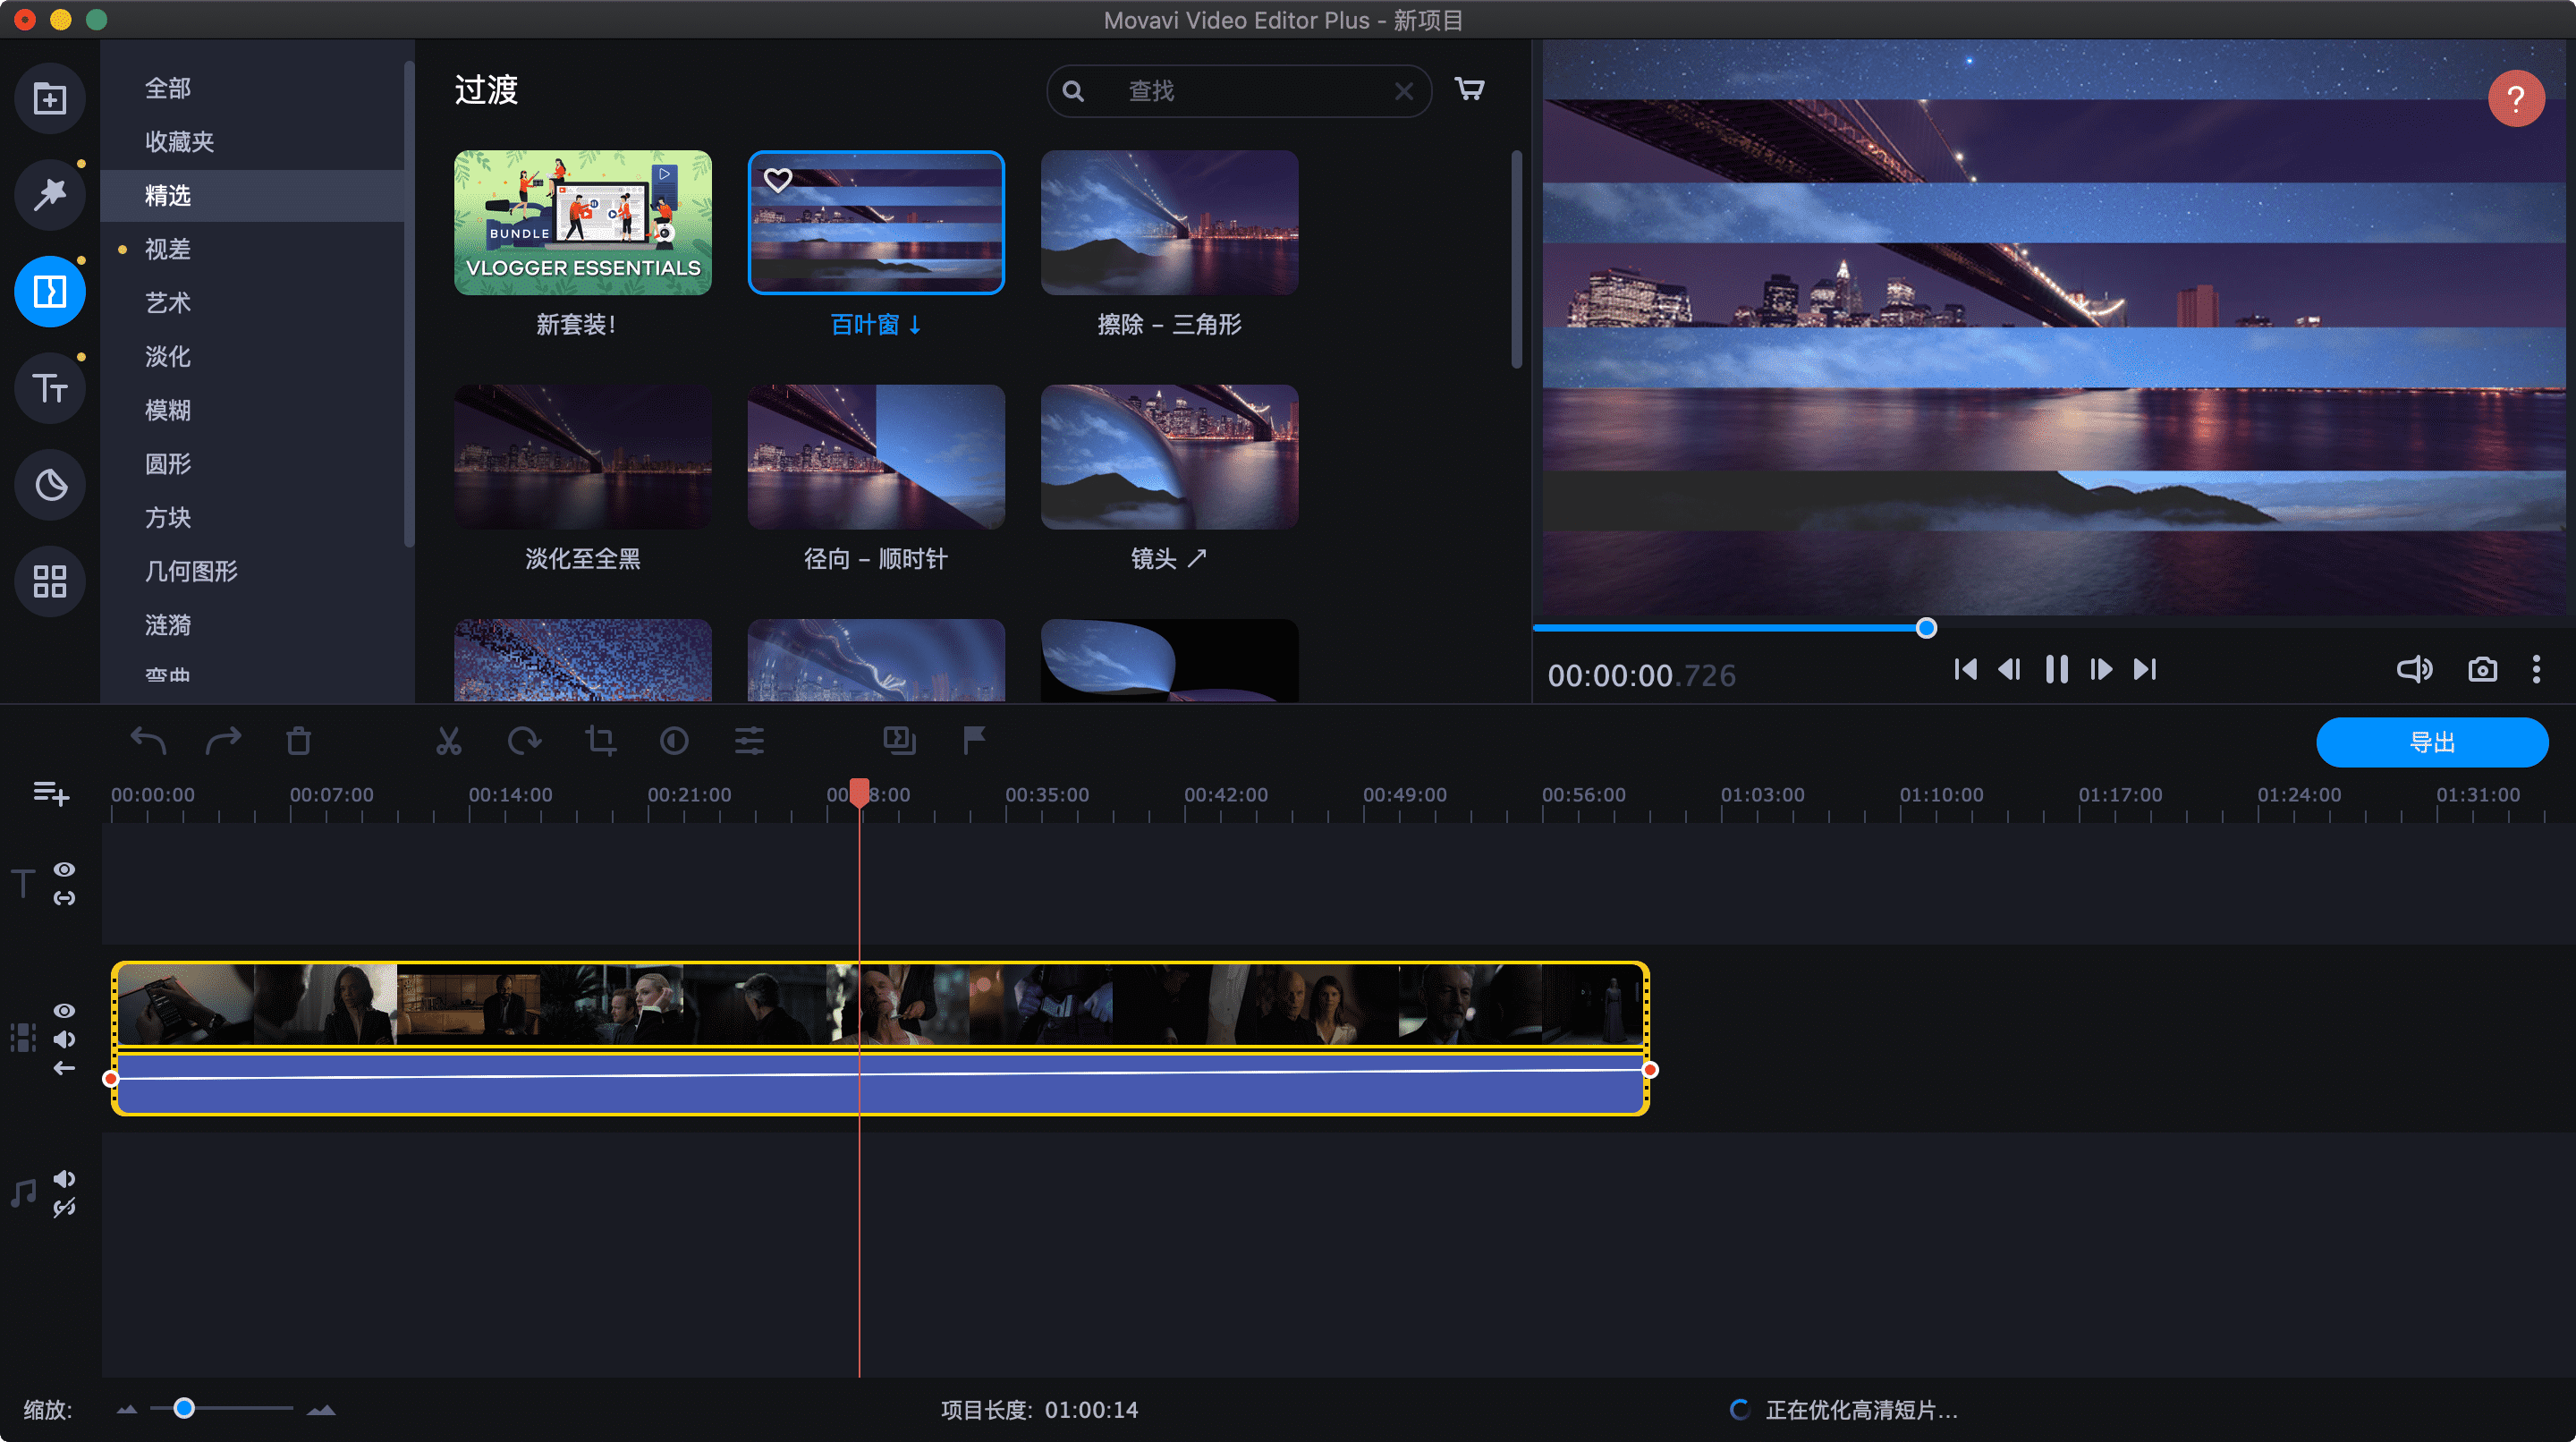 Movavi Video Editor Plus - 新项目
全部
收藏夹
精选
视差
艺术
淡化
模糊
圆形
方块
几何图形
涟漪
弯曲
过渡
查找
BUNDLE
VLOGGER ESSENTIALS
新套装!
百叶窗 ↓
擦除 – 三角形
淡化至全黑
径向 – 顺时针
镜头 ↗
?
00:00:00.726
导出
00:00:00
00:07:00
00:14:00
00:21:00
00:28:00
00:35:00
00:42:00
00:49:00
00:56:00
01:03:00
01:10:00
01:17:00
01:24:00
01:31:00
缩放:
项目长度: 01:00:14
正在优化高清短片...